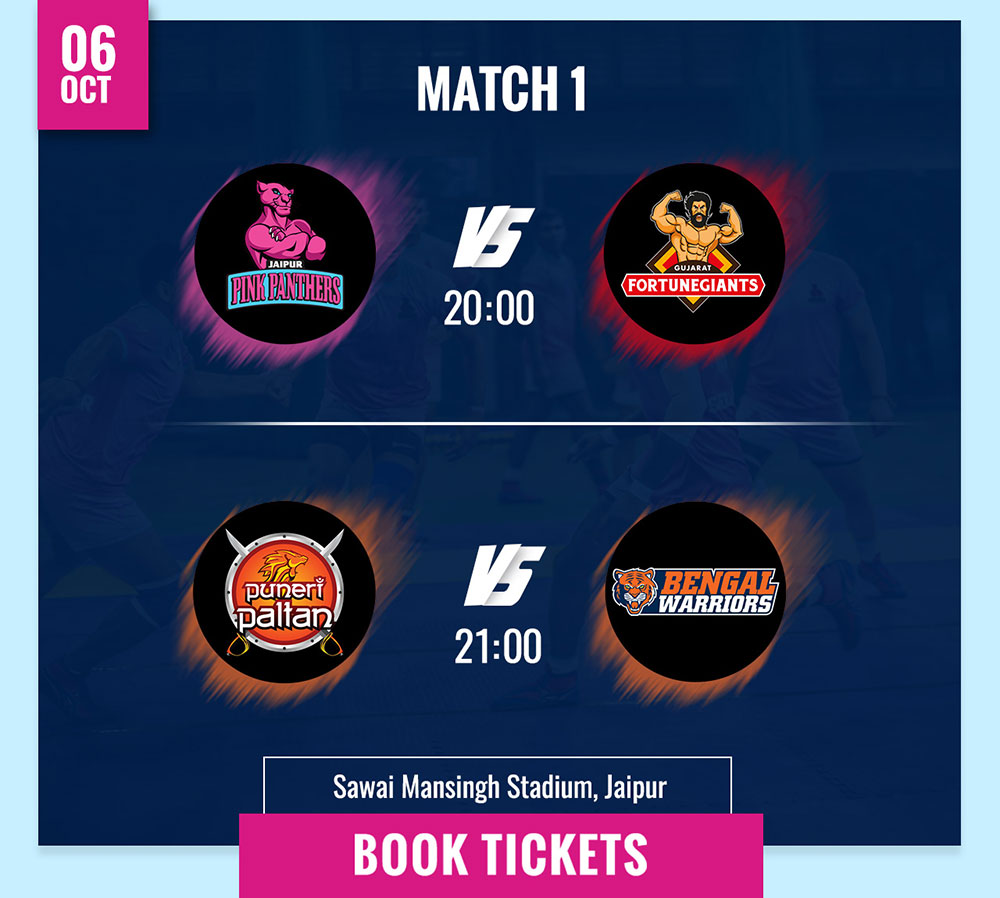 06
OCT
MATCH 1
JAIPUR
PINK PANTHERS
VS
20:00
GUJARAT
FORTUNEGIANTS
puneri
paltan
VS
21:00
BENGAL
WARRIORS
Sawai Mansingh Stadium, Jaipur
BOOK TICKETS